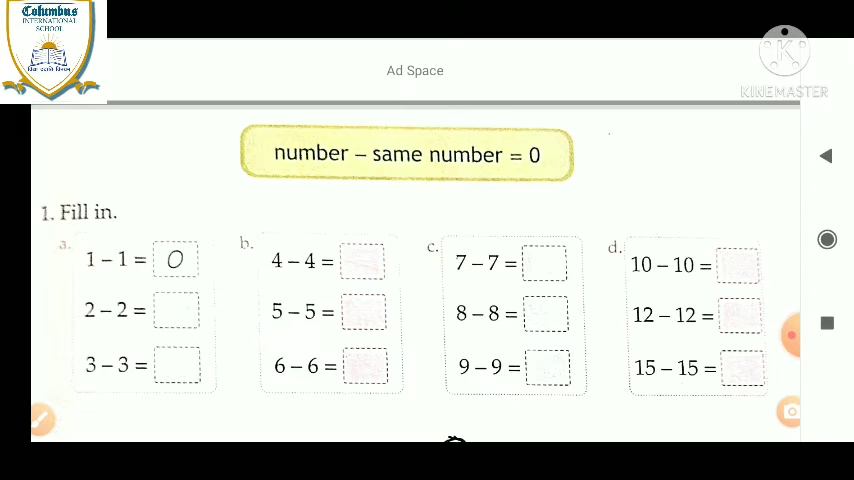 Columbus
INTERNATIONAL
SCHOOL
Ad Space
KINEMASTER
number – same number = 0
1. Fill in.
a. 1 – 1 = 0
2 – 2 =
3 – 3 =
b. 4 – 4 =
5 – 5 =
6 – 6 =
c. 7 – 7 =
8 – 8 =
9 – 9 =
d. 10 – 10 =
12 – 12 =
15 – 15 =